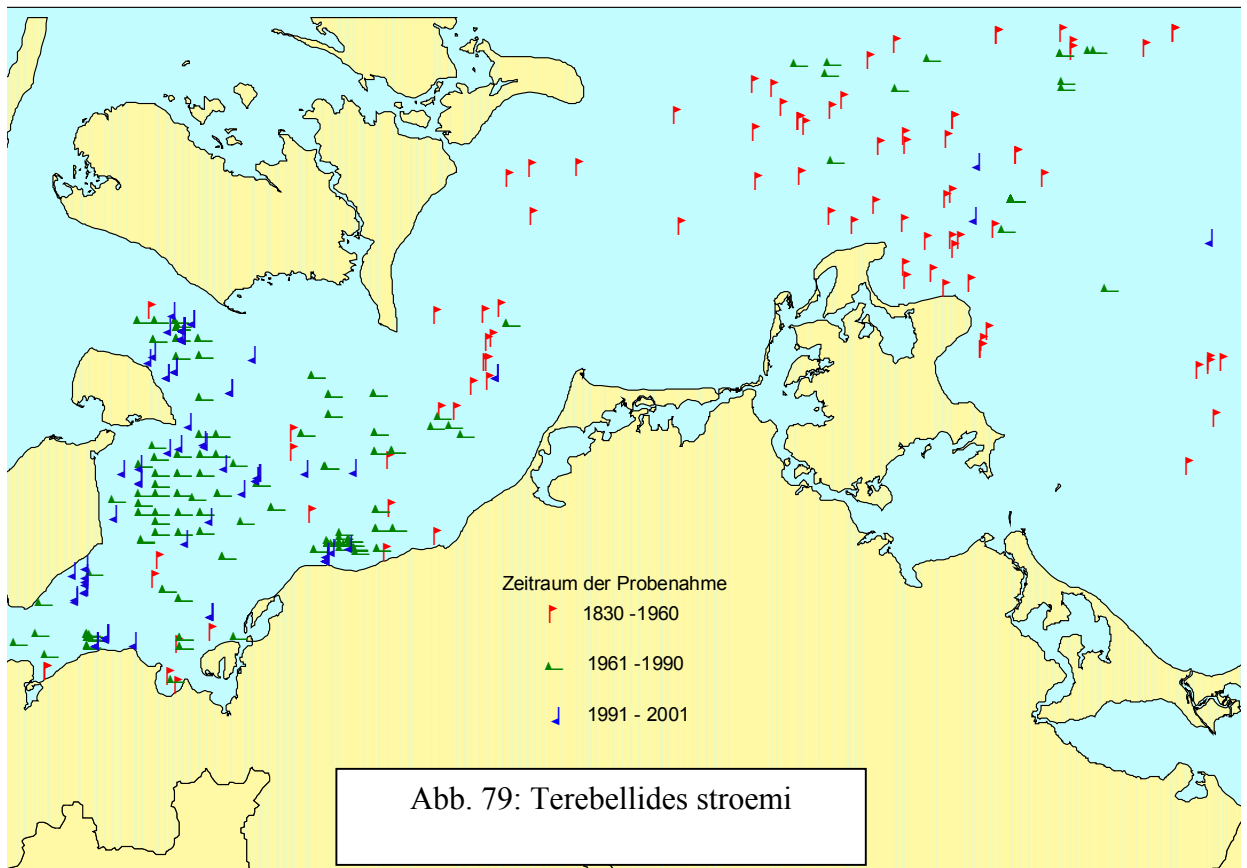 Zeitraum der Probenahme
1830 -1960
1961 -1990
1991 - 2001
Abb. 79: Terebellides stroemi